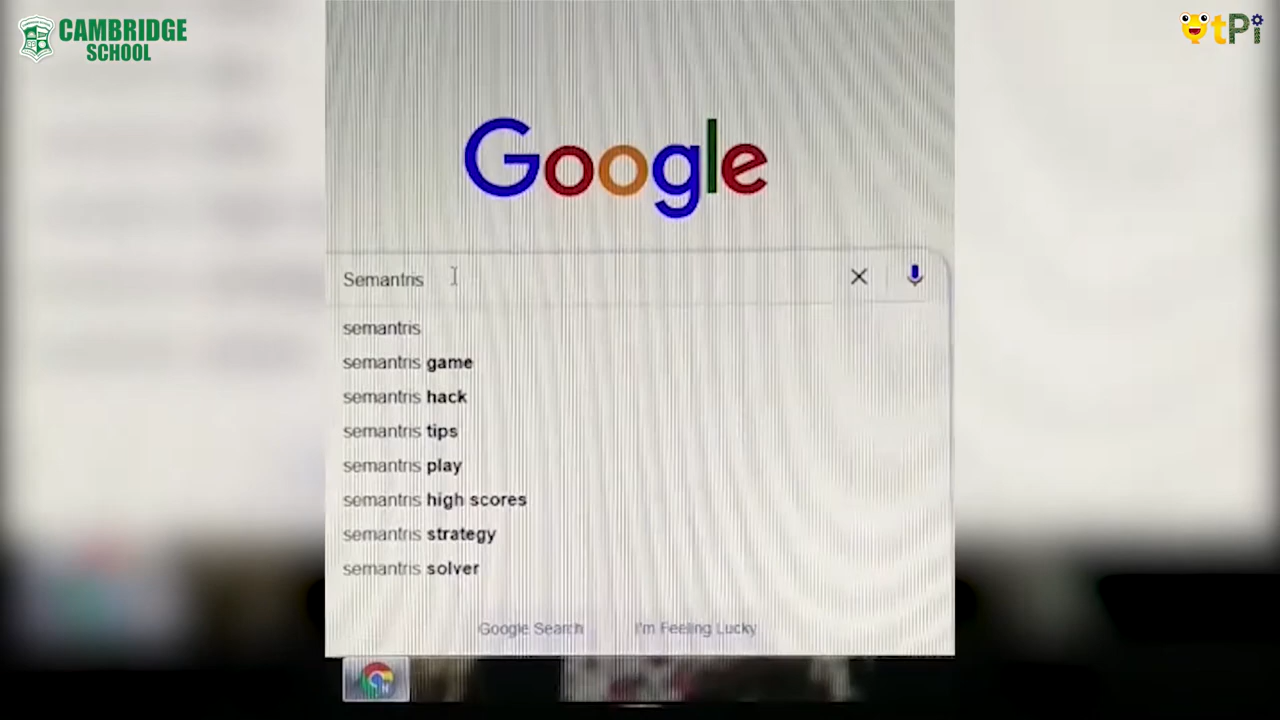 CAMBRIDGE
SCHOOL
UtPi
Google
Semantris
semantris
semantris game
semantris hack
semantris tips
semantris play
semantris high scores
semantris strategy
semantris solver
Google Search
I'm Feeling Lucky